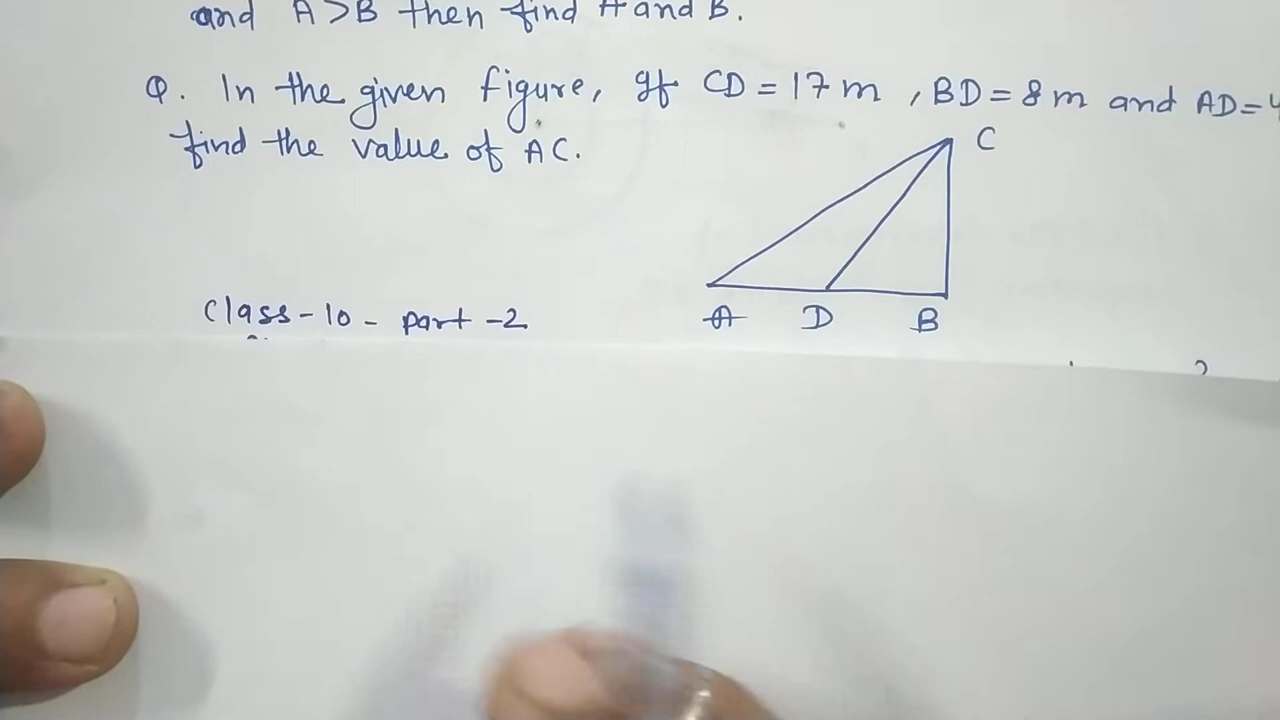 and A>B then find A and B.
Q. In the given figure, If CD = 17 m , BD = 8 m and AD =
find the value of AC.
C
A D B
Class - 10 - part - 2